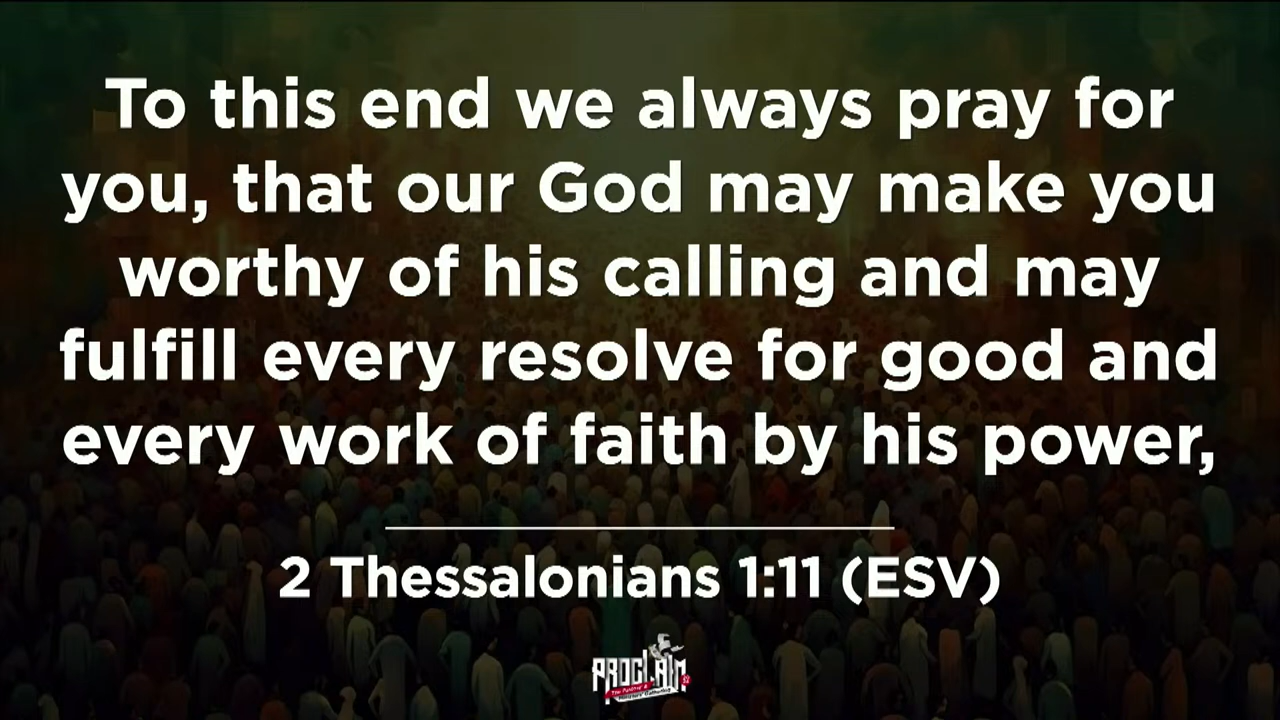 To this end we always pray for
you, that our God may make you
worthy of his calling and may
fulfill every resolve for good and
every work of faith by his power,
2 Thessalonians 1:11 (ESV)
PROCLAIM